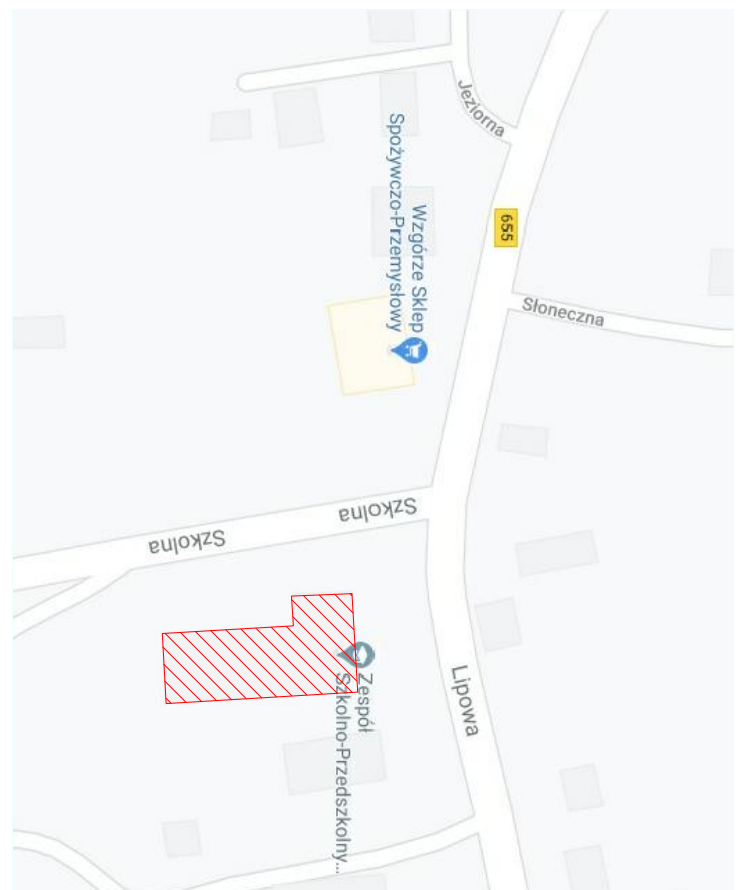 Jeziorna
Wzgórze Sklep
Spożywczo-Przemysłowy
655
Słoneczna
Szkolna
Szkolna
Lipowa
Zespół
Szkolno-Przedszkolny...